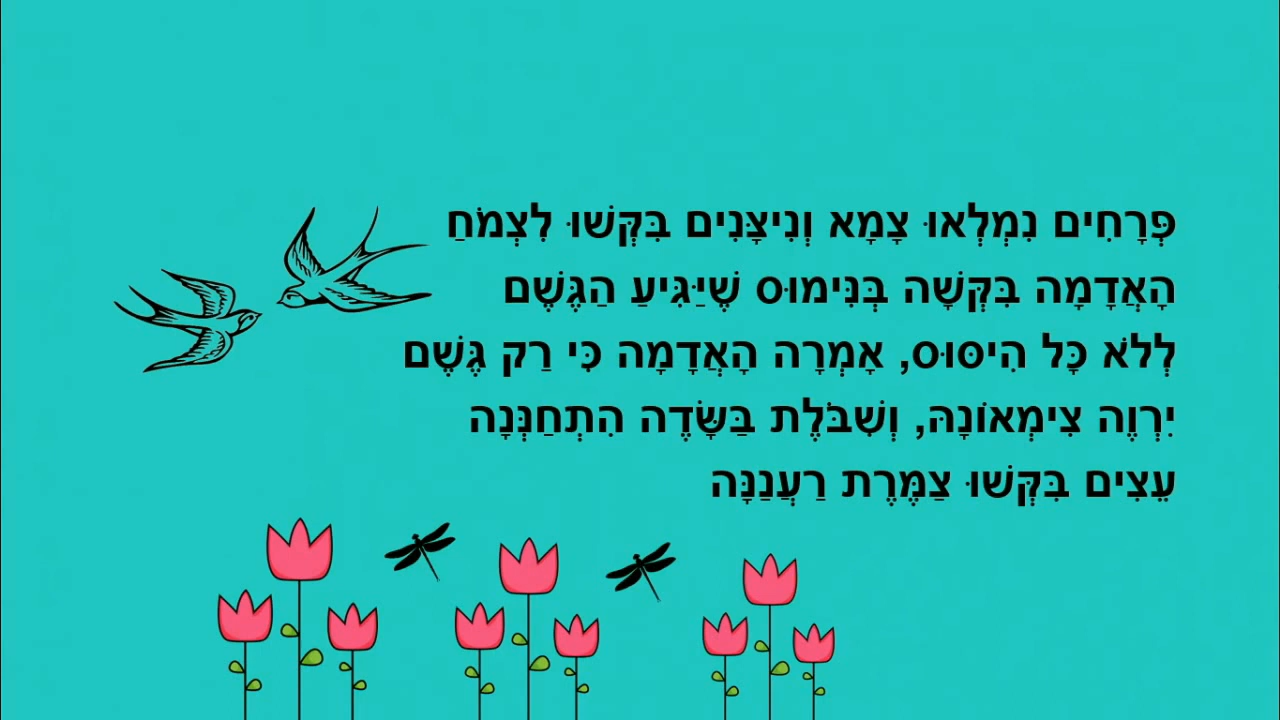 פְּרָחִים נִמְלְאוּ צָמָא וְנִיצָּנִים בִּקְּשׁוּ לִצְמֹחַ
הָאֲדָמָה בִּקְּשָׁה בְּנִּימוּס שֶׁיַּגִּיעַ הַגֶּשֶׁם
לְלֹא כָּל הִיסּוּס, אָמְרָה הָאֲדָמָה כִּי רַק גֶּשֶׁם
יִרְוֶה צִימְאוֹנָהּ, וְשִׁבֹּלֶת בַּשָּׂדֶה הִתְחַנְּנָה
עֵצִים בִּקְּשׁוּ צַמֶּרֶת רַעֲנַנָּה